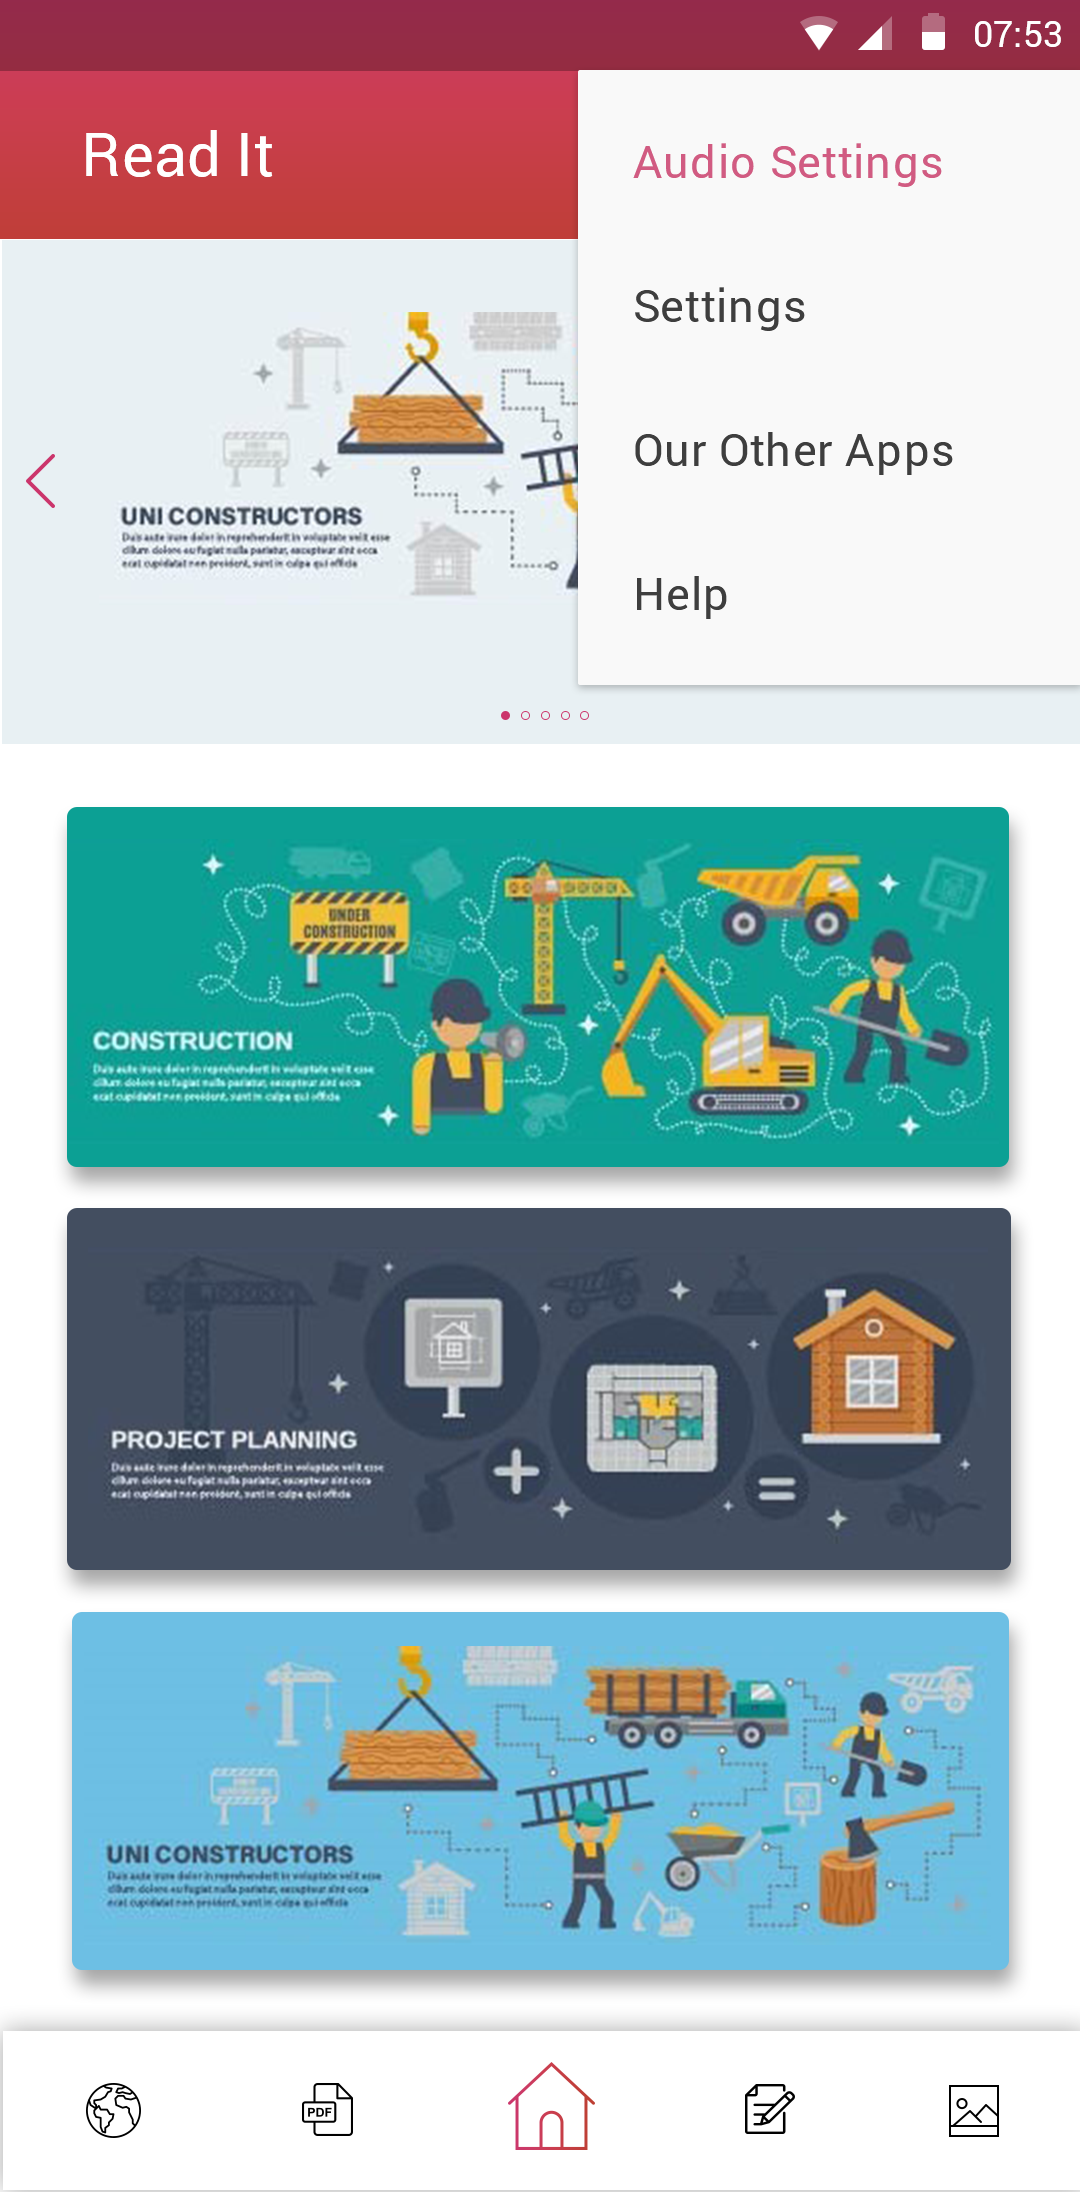 07:53
Read It
Audio Settings
Settings
Our Other Apps
Help
UNI CONSTRUCTORS
Duis aute irure dolor in reprehenderit in voluptate velit esse
cillum dolore eu fugiat nulla pariatur, excepteur sint occa
ecat cupidatat non proident, sunt in culpa qui officia
UNDER
CONSTRUCTION
CONSTRUCTION
Duis aute irure dolor in reprehenderit in voluptate velit esse
cillum dolore eu fugiat nulla pariatur, excepteur sint occa
ecat cupidatat non proident, sunt in culpa qui officia
PROJECT PLANNING
Duis aute irure dolor in reprehenderit in voluptate velit esse
cillum dolore eu fugiat nulla pariatur, excepteur sint occa
ecat cupidatat non proident, sunt in culpa qui officia
UNI CONSTRUCTORS
Duis aute irure dolor in reprehenderit in voluptate velit esse
cillum dolore eu fugiat nulla pariatur, excepteur sint occa
ecat cupidatat non proident, sunt in culpa qui officia
PDF